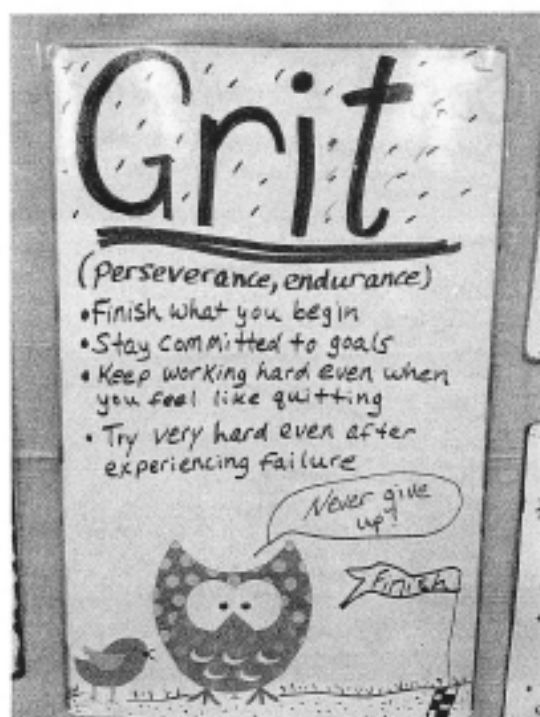 Grit
(perseverance, endurance)
•Finish what you begin
•Stay committed to goals
•Keep working hard even when
you feel like quitting
•Try very hard even after
experiencing failure
Never give
up!
Finish